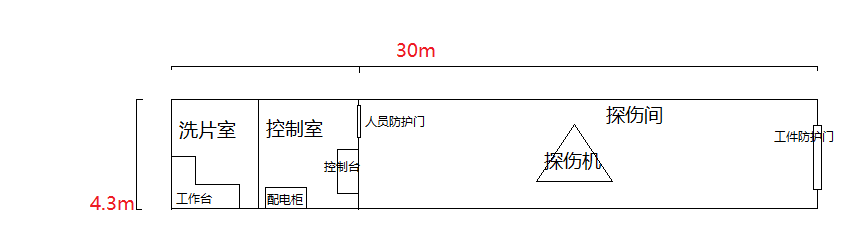 30m
探伤间
洗片室
控制室
人员防护门
工件防护门
探伤机
控制台
工作台
配电柜
4.3m